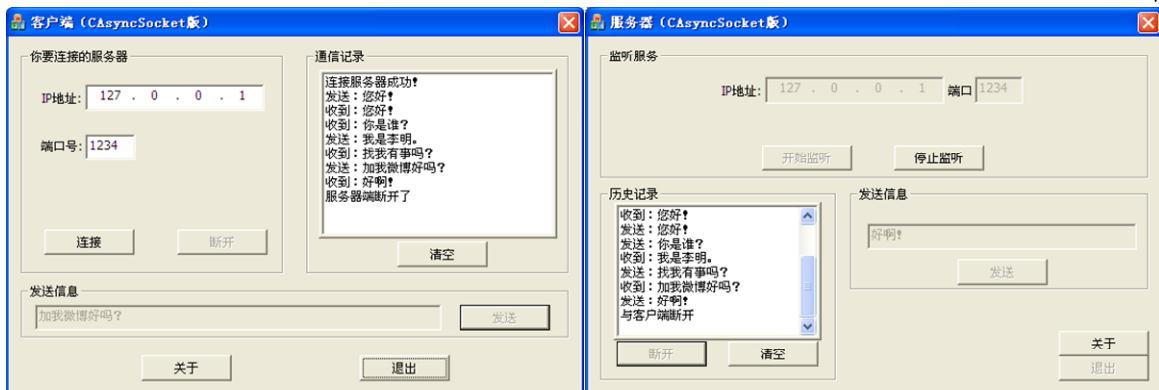 客户端（CAsyncSocket版）
你要连接的服务器
IP地址: 127 . 0 . 0 . 1
端口号: 1234
连接
断开
通信记录
连接服务器成功!
发送：您好!
收到：您好!
收到：你是谁?
发送：我是李明。
收到：找我有事吗?
发送：加我微博好吗?
收到：好啊!
服务器端断开了
清空
发送信息
加我微博好吗?
发送
关于
退出
服务器（CAsyncSocket版）
监听服务
IP地址: 127 . 0 . 0 . 1 端口 1234
开始监听
停止监听
历史记录
收到：您好!
发送：您好!
发送：你是谁?
收到：我是李明。
发送：找我有事吗?
收到：加我微博好吗?
发送：好啊!
与客户端断开
断开
清空
发送信息
好啊!
发送
关于
退出